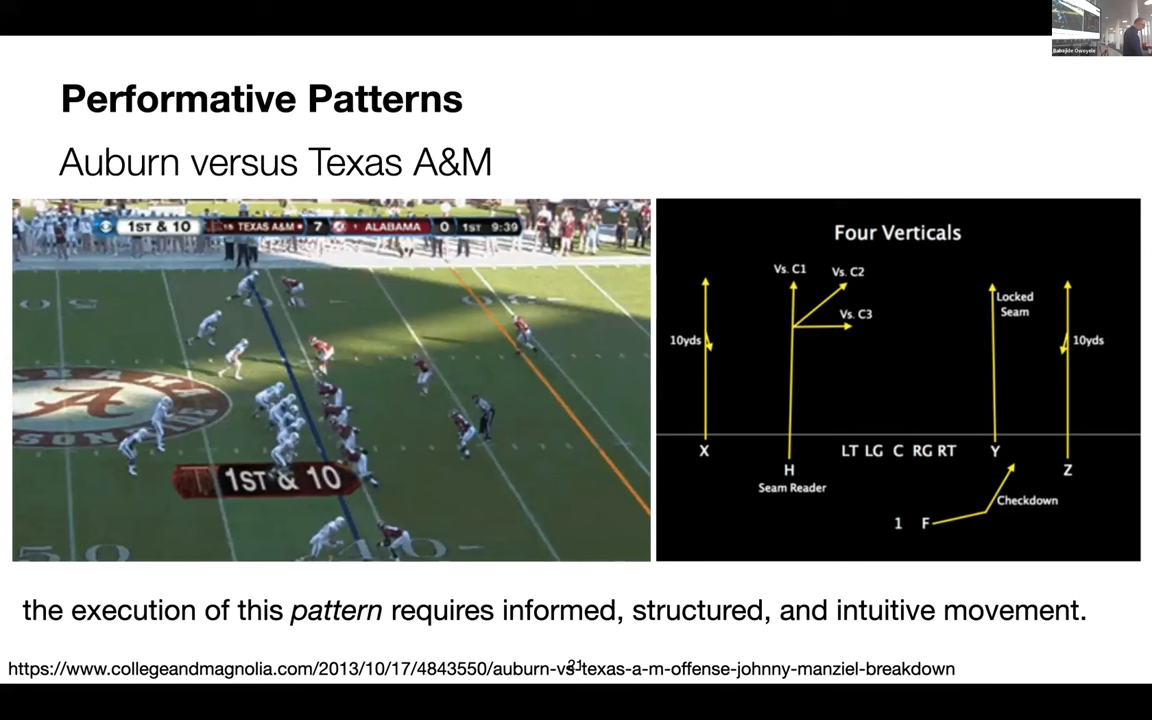 Performative Patterns
Auburn versus Texas A&M
1ST & 10
TEXAS A&M
7
1
ALABAMA
0
1ST 9:39
1ST & 10
50
Four Verticals
Vs. C1
Vs. C2
Vs. C3
Locked
Seam
10yds
10yds
X
LT LG C RG RT
Y
H
Z
Seam Reader
Checkdown
1 F
the execution of this pattern requires informed, structured, and intuitive movement.
https://www.collegeandmagnolia.com/2013/10/17/4843550/auburn-vs-texas-a-m-offense-johnny-manziel-breakdown
21